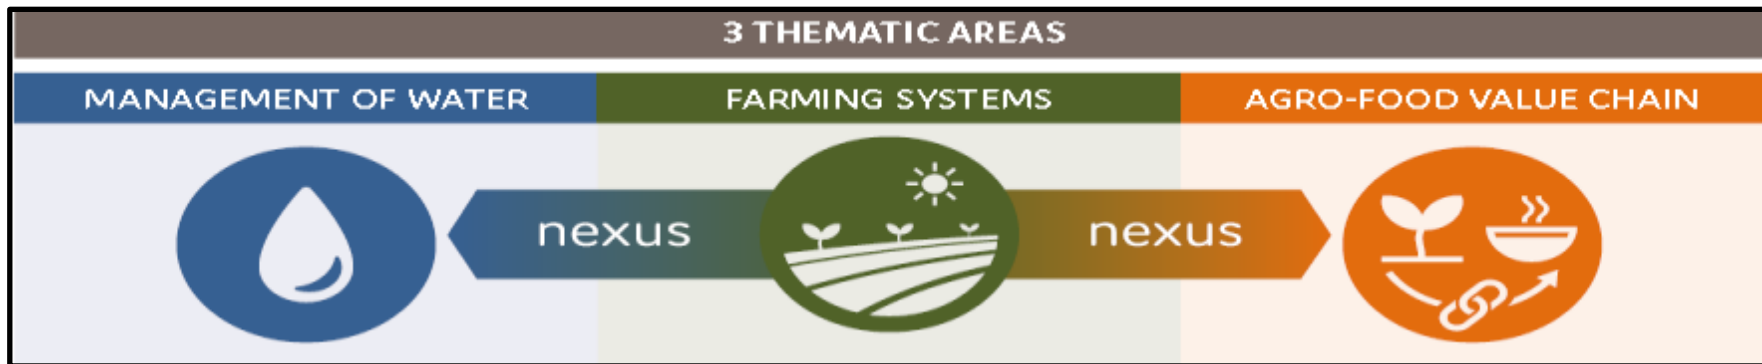 3 THEMATIC AREAS
MANAGEMENT OF WATER
FARMING SYSTEMS
AGRO-FOOD VALUE CHAIN
nexus
nexus